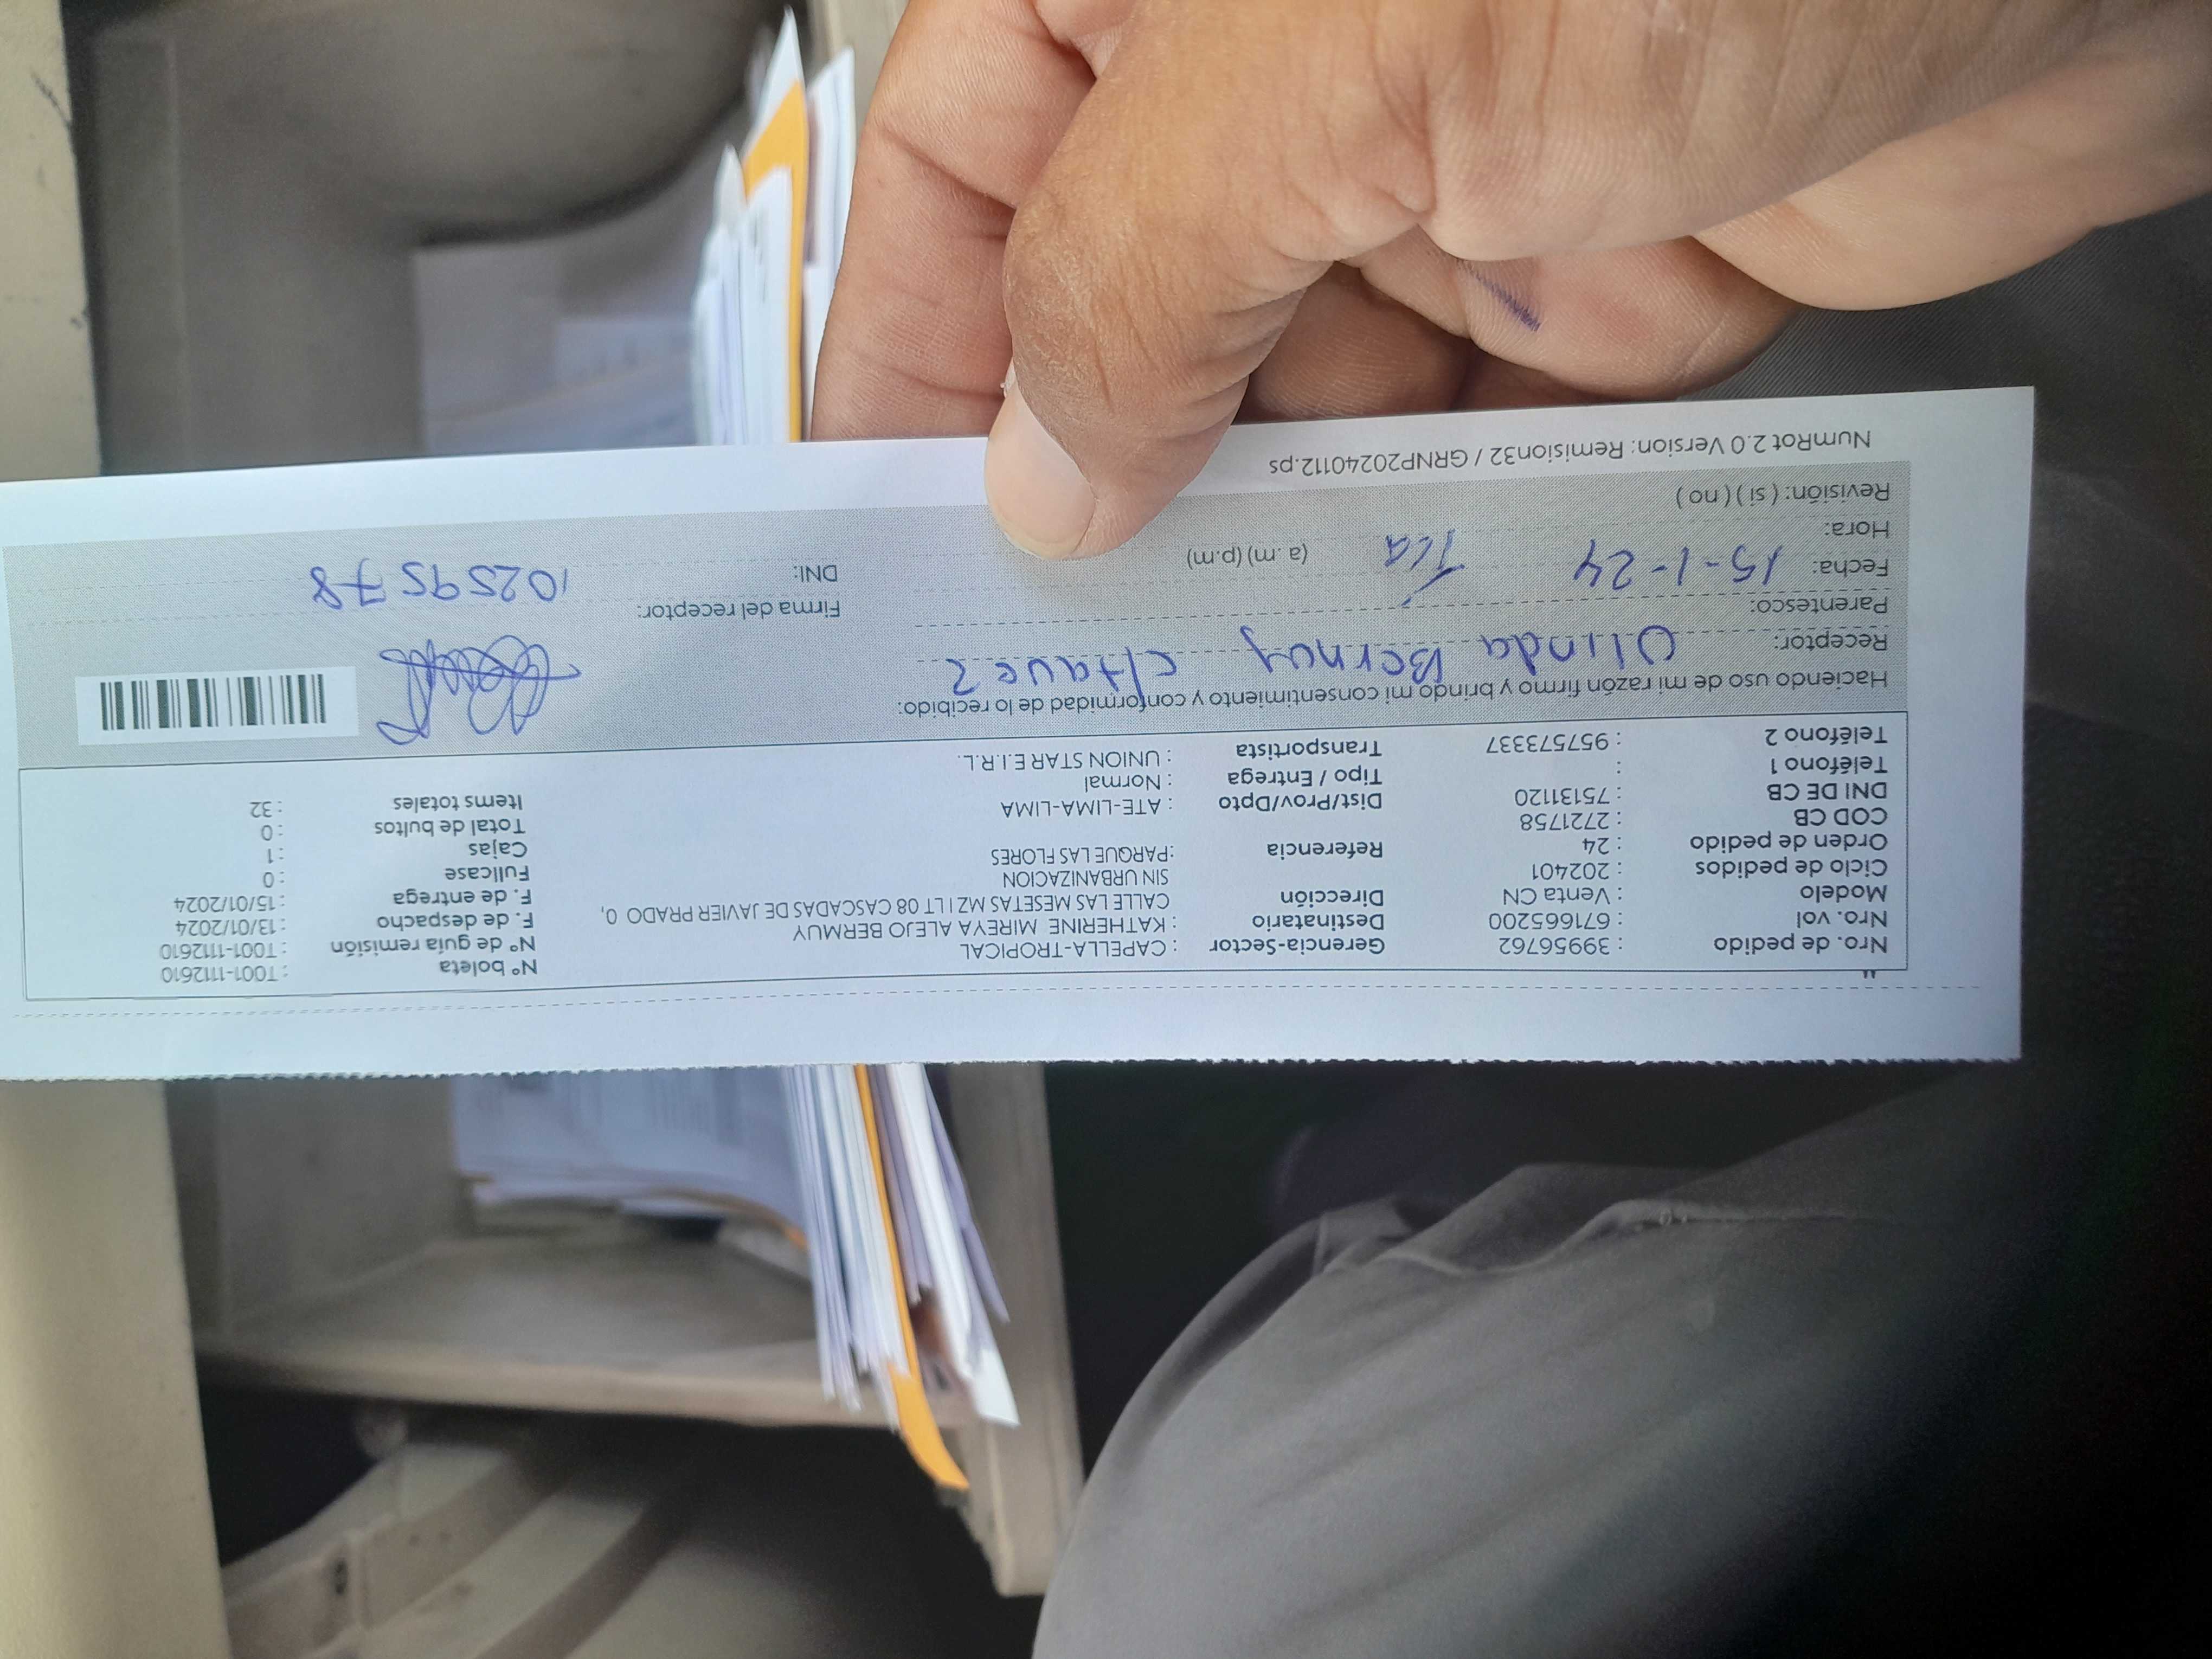 Nro. de pedido : 39956762 Gerencia-Sector : CAPELLA-TROPICAL N° boleta : T001-1112610
Nro. vol : 671665200 Destinatario : KATHERINE MIREYA ALEJO BERMUY N° de guía remisión : T001-1112610
Modelo : Venta CN Dirección CALLE LAS MESETAS MZ I LT 08 CASCADAS DE JAVIER PRADO 0, F. de despacho : 13/01/2024
Ciclo de pedidos : 202401 SIN URBANIZACION F. de entrega : 15/01/2024
Orden de pedido : 24 Referencia :PARQUE LAS FLORES Fullcase : 0
COD CB : 2721758 Cajas : 1
DNI DE CB : 75131120 Dist/Prov/Dpto : ATE-LIMA-LIMA Total de bultos : 0
Teléfono 1 : Tipo / Entrega : Normal Items totales : 32
Teléfono 2 : 957573337 Transportista : UNION STAR E.I.R.L.
Haciendo uso de mi razón firmo y brindo mi consentimiento y conformidad de lo recibido:
Receptor: Olinda Bernuy Chavez
Parentesco: Tía Firma del receptor:
Fecha: 15-1-24 DNI: 10259578
Hora: (a.m) (p.m)
Revisión: ( si ) ( no )
NumRot 2.0 Version: Remision32 / GRNP20240112.ps